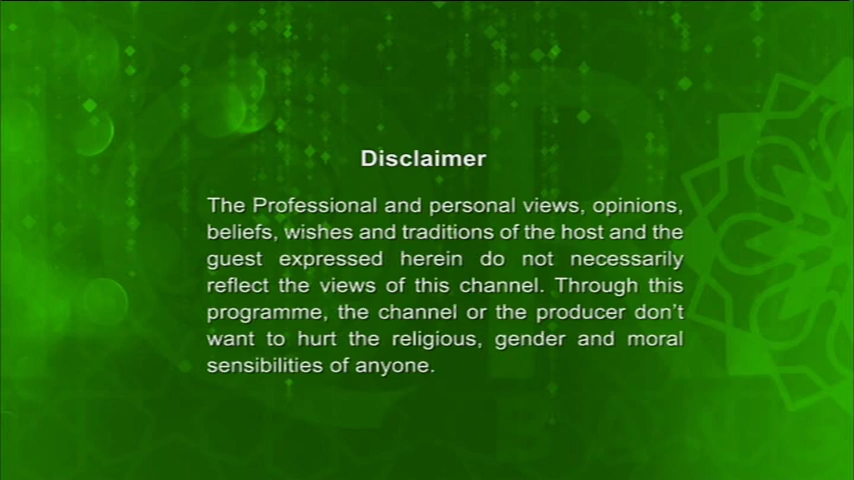 Disclaimer
The Professional and personal views, opinions,
beliefs, wishes and traditions of the host and the
guest expressed herein do not necessarily
reflect the views of this channel. Through this
programme, the channel or the producer don't
want to hurt the religious, gender and moral
sensibilities of anyone.